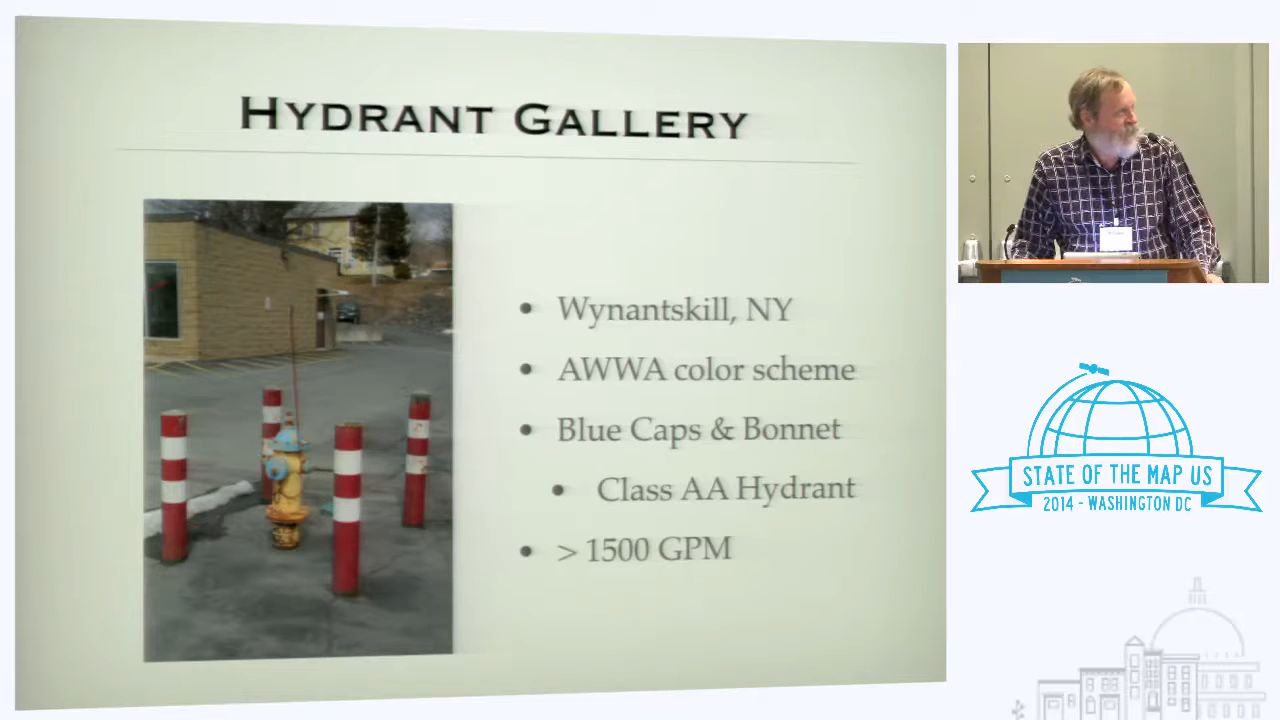 HYDRANT GALLERY
• Wynantskill, NY
• AWWA color scheme
• Blue Caps & Bonnet
• Class AA Hydrant
• > 1500 GPM
STATE OF THE MAP US
2014 - WASHINGTON DC